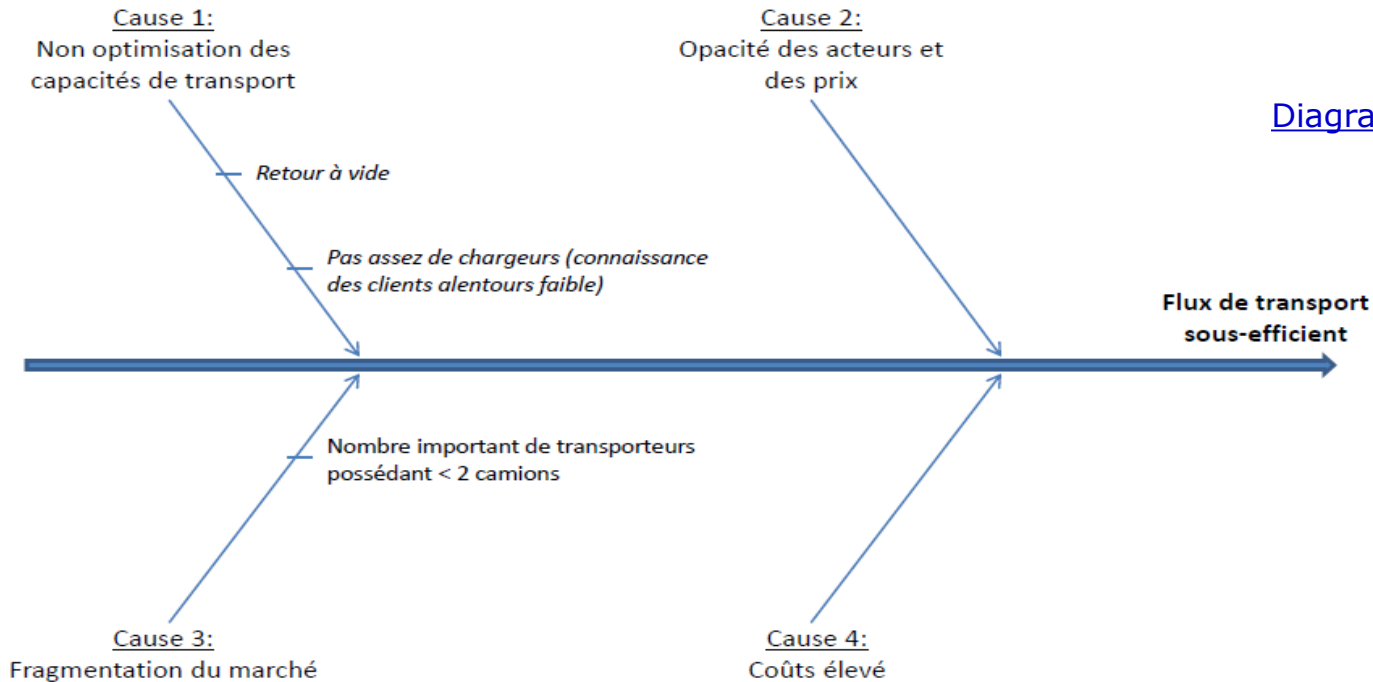 Cause 1:
Non optimisation des
capacités de transport
Cause 2:
Opacité des acteurs et
des prix
Diagra
Retour à vide
Pas assez de chargeurs (connaissance
des clients alentours faible)
Flux de transport
sous-efficient
Nombre important de transporteurs
possédant < 2 camions
Cause 3:
Fragmentation du marché
Cause 4:
Coûts élevé